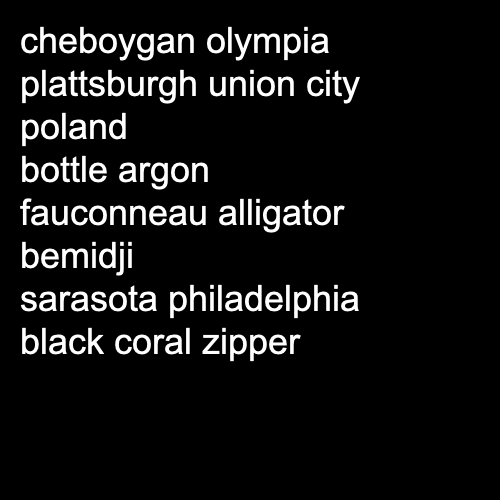 cheboygan olympia
plattsburgh union city
poland
bottle argon
fauconneau alligator
bemidji
sarasota philadelphia
black coral zipper